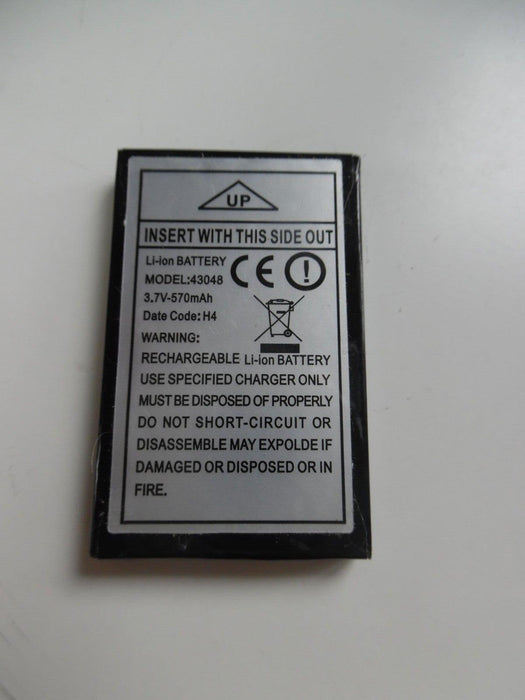 UP
INSERT WITH THIS SIDE OUT
Li-ion BATTERY
MODEL:43048
3.7V-570mAh
Date Code: H4
CE !
WARNING:
RECHARGEABLE Li-ion BATTERY
USE SPECIFIED CHARGER ONLY
MUST BE DISPOSED OF PROPERLY
DO NOT SHORT-CIRCUIT OR
DISASSEMBLE MAY EXPOLDE IF
DAMAGED OR DISPOSED OR IN
FIRE.